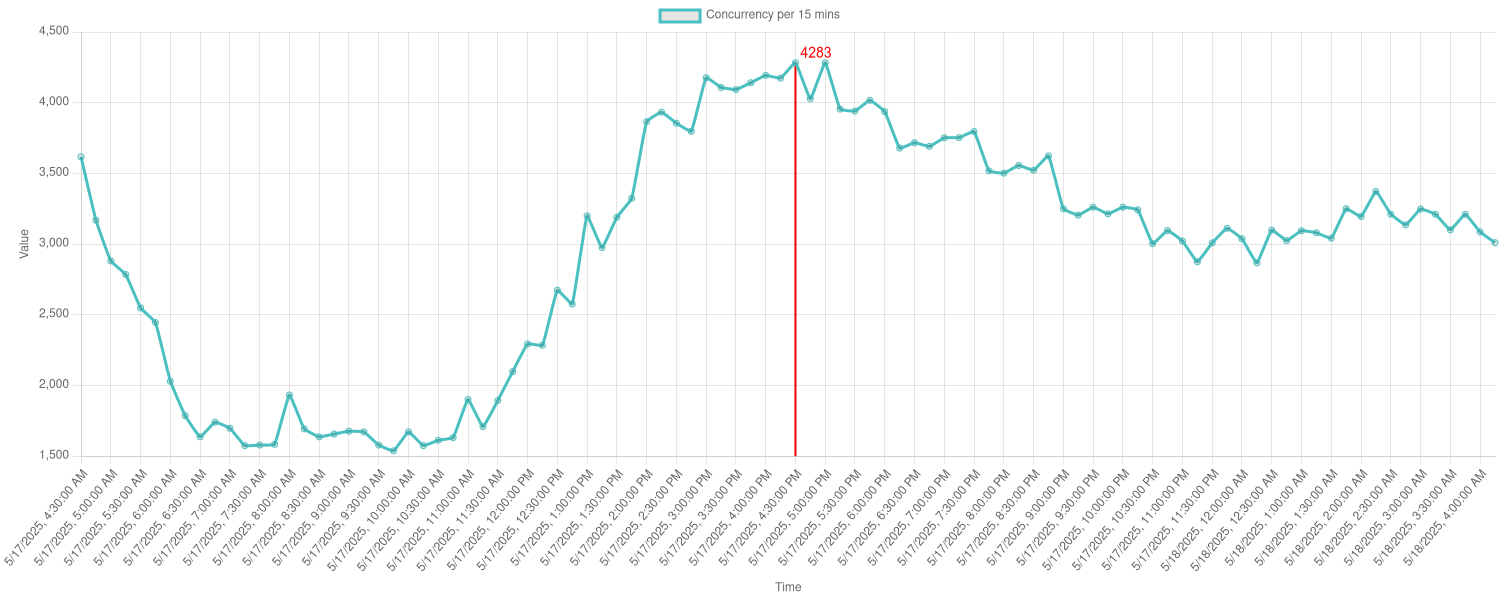 Concurrency per 15 mins
4,500
4283
4,000
3,500
3,000
Value
2,500
2,000
1,500
5/17/2025, 4:30:00 AM
5/17/2025, 5:00:00 AM
5/17/2025, 5:30:00 AM
5/17/2025, 6:00:00 AM
5/17/2025, 6:30:00 AM
5/17/2025, 7:00:00 AM
5/17/2025, 7:30:00 AM
5/17/2025, 8:00:00 AM
5/17/2025, 8:30:00 AM
5/17/2025, 9:00:00 AM
5/17/2025, 9:30:00 AM
5/17/2025, 10:00:00 AM
5/17/2025, 10:30:00 AM
5/17/2025, 11:00:00 AM
5/17/2025, 11:30:00 AM
5/17/2025, 12:00:00 PM
5/17/2025, 12:30:00 PM
5/17/2025, 1:00:00 PM
5/17/2025, 1:30:00 PM
5/17/2025, 2:00:00 PM
5/17/2025, 2:30:00 PM
5/17/2025, 3:00:00 PM
5/17/2025, 3:30:00 PM
5/17/2025, 4:00:00 PM
5/17/2025, 4:30:00 PM
5/17/2025, 5:00:00 PM
5/17/2025, 5:30:00 PM
5/17/2025, 6:00:00 PM
5/17/2025, 6:30:00 PM
5/17/2025, 7:00:00 PM
5/17/2025, 7:30:00 PM
5/17/2025, 8:00:00 PM
5/17/2025, 8:30:00 PM
5/17/2025, 9:00:00 PM
5/17/2025, 9:30:00 PM
5/17/2025, 10:00:00 PM
5/17/2025, 10:30:00 PM
5/17/2025, 11:00:00 PM
5/17/2025, 11:30:00 PM
5/18/2025, 12:00:00 AM
5/18/2025, 12:30:00 AM
5/18/2025, 1:00:00 AM
5/18/2025, 1:30:00 AM
5/18/2025, 2:00:00 AM
5/18/2025, 2:30:00 AM
5/18/2025, 3:00:00 AM
5/18/2025, 3:30:00 AM
5/18/2025, 4:00:00 AM
Time